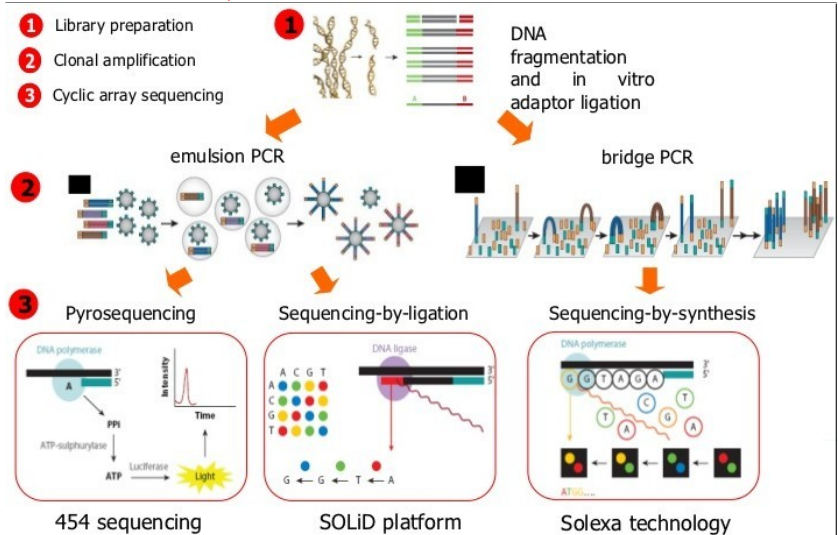 1 Library preparation
2 Clonal amplification
3 Cyclic array sequencing
1
A B
DNA
fragmentation
and in vitro
adaptor ligation
emulsion PCR
bridge PCR
2
3
Pyrosequencing
DNA polymerase
3'
5'
A
PPi
ATP-sulphurylase
ATP
Luciferase
Light
Intensity
Time
454 sequencing
Sequencing-by-ligation
A C G T
A
C
G
T
DNA ligase
3'
5'
G G T A
SOLiD platform
Sequencing-by-synthesis
DNA polymerase
3'
5'
G G T A G A
C T
T G
A A
ATGG....
Solexa technology